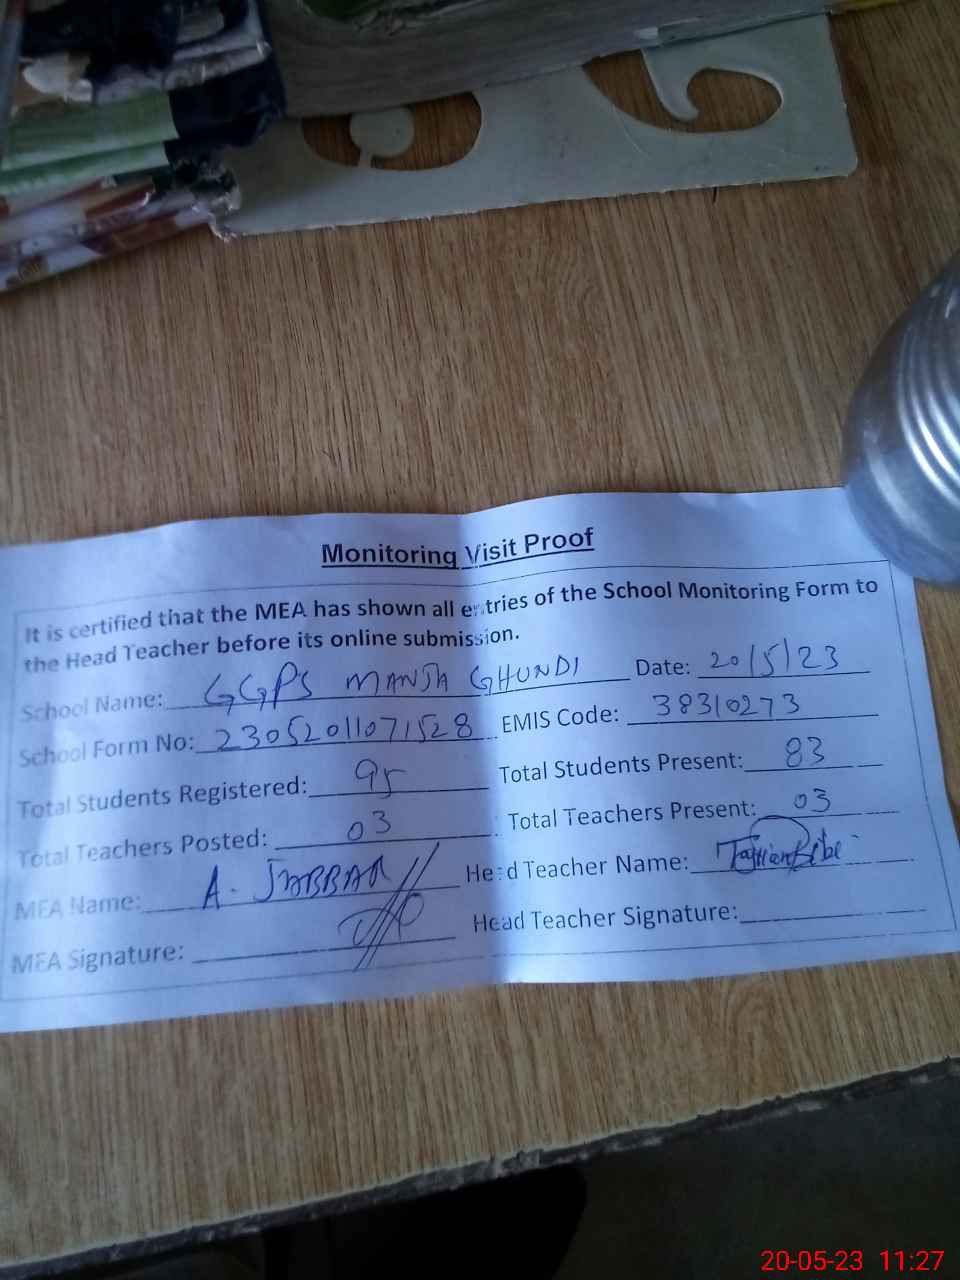 Monitoring Visit Proof
It is certified that the MEA has shown all entries of the School Monitoring Form to
the Head Teacher before its online submission.
School Name: GGPS MANJA GHUNDI Date: 20/5/23
School Form No: 23052011071528 EMIS Code: 38310273
Total Students Registered: 95 Total Students Present: 83
Total Teachers Posted: 03 Total Teachers Present: 03
MEA Name: A. JABBAR Head Teacher Name: Bibi
MEA Signature: Head Teacher Signature:
20-05-23 11:27